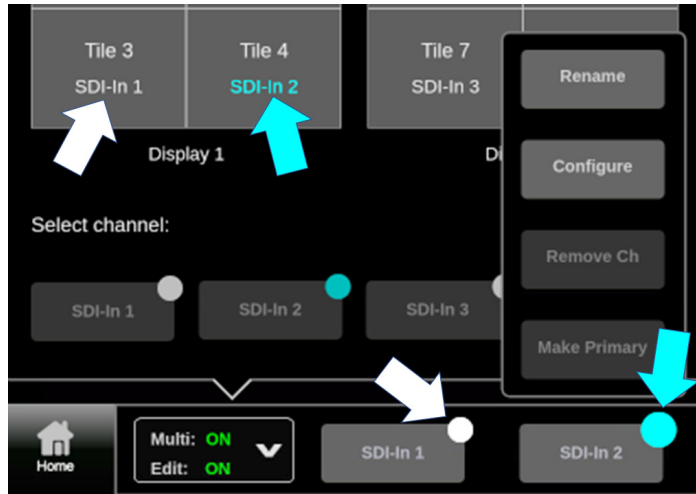 Tile 3
SDI-In 1
Tile 4
SDI-In 2
Tile 7
SDI-In 3
Display 1
Di
Select channel:
SDI-In 1
SDI-In 2
SDI-In 3
Rename
Configure
Remove Ch
Make Primary
Home
Multi: ON
Edit: ON
SDI-In 1
SDI-In 2